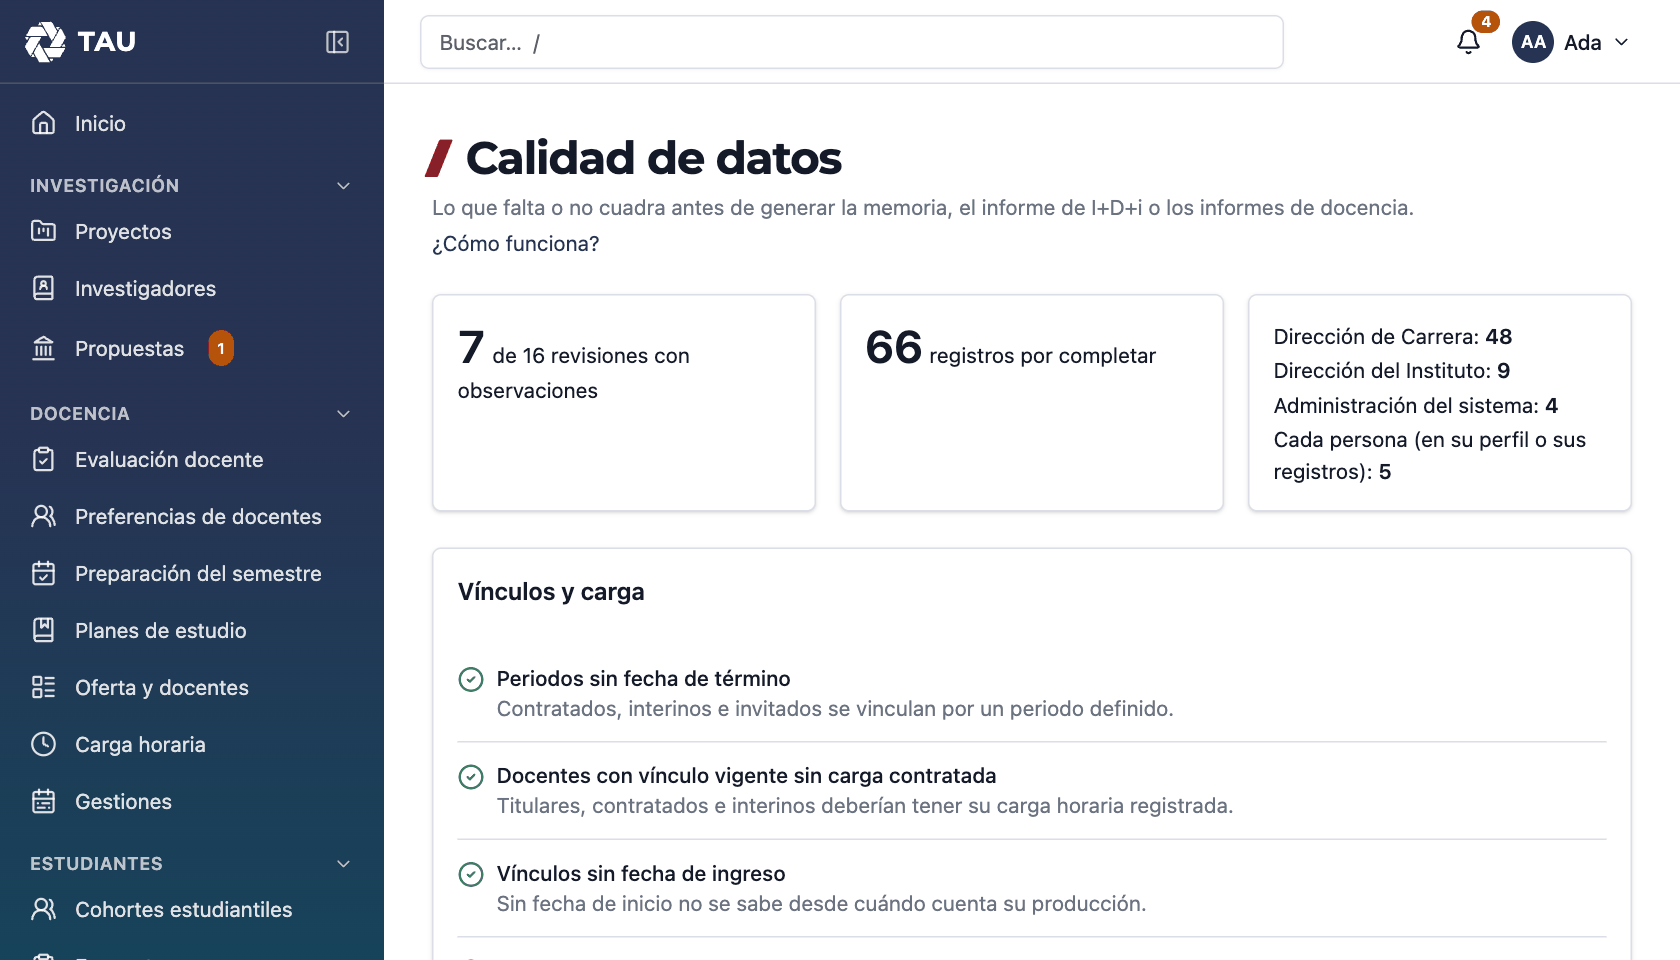 TAU
Buscar... /
4
AA
Ada
Inicio
INVESTIGACIÓN
Proyectos
Investigadores
Propuestas
1
DOCENCIA
Evaluación docente
Preferencias de docentes
Preparación del semestre
Planes de estudio
Oferta y docentes
Carga horaria
Gestiones
ESTUDIANTES
Cohortes estudiantiles
Calidad de datos
Lo que falta o no cuadra antes de generar la memoria, el informe de I+D+i o los informes de docencia.
¿Cómo funciona?
7 de 16 revisiones con
observaciones
66 registros por completar
Dirección de Carrera: 48
Dirección del Instituto: 9
Administración del sistema: 4
Cada persona (en su perfil o sus
registros): 5
Vínculos y carga
Periodos sin fecha de término
Contratados, interinos e invitados se vinculan por un periodo definido.
Docentes con vínculo vigente sin carga contratada
Titulares, contratados e interinos deberían tener su carga horaria registrada.
Vínculos sin fecha de ingreso
Sin fecha de inicio no se sabe desde cuándo cuenta su producción.